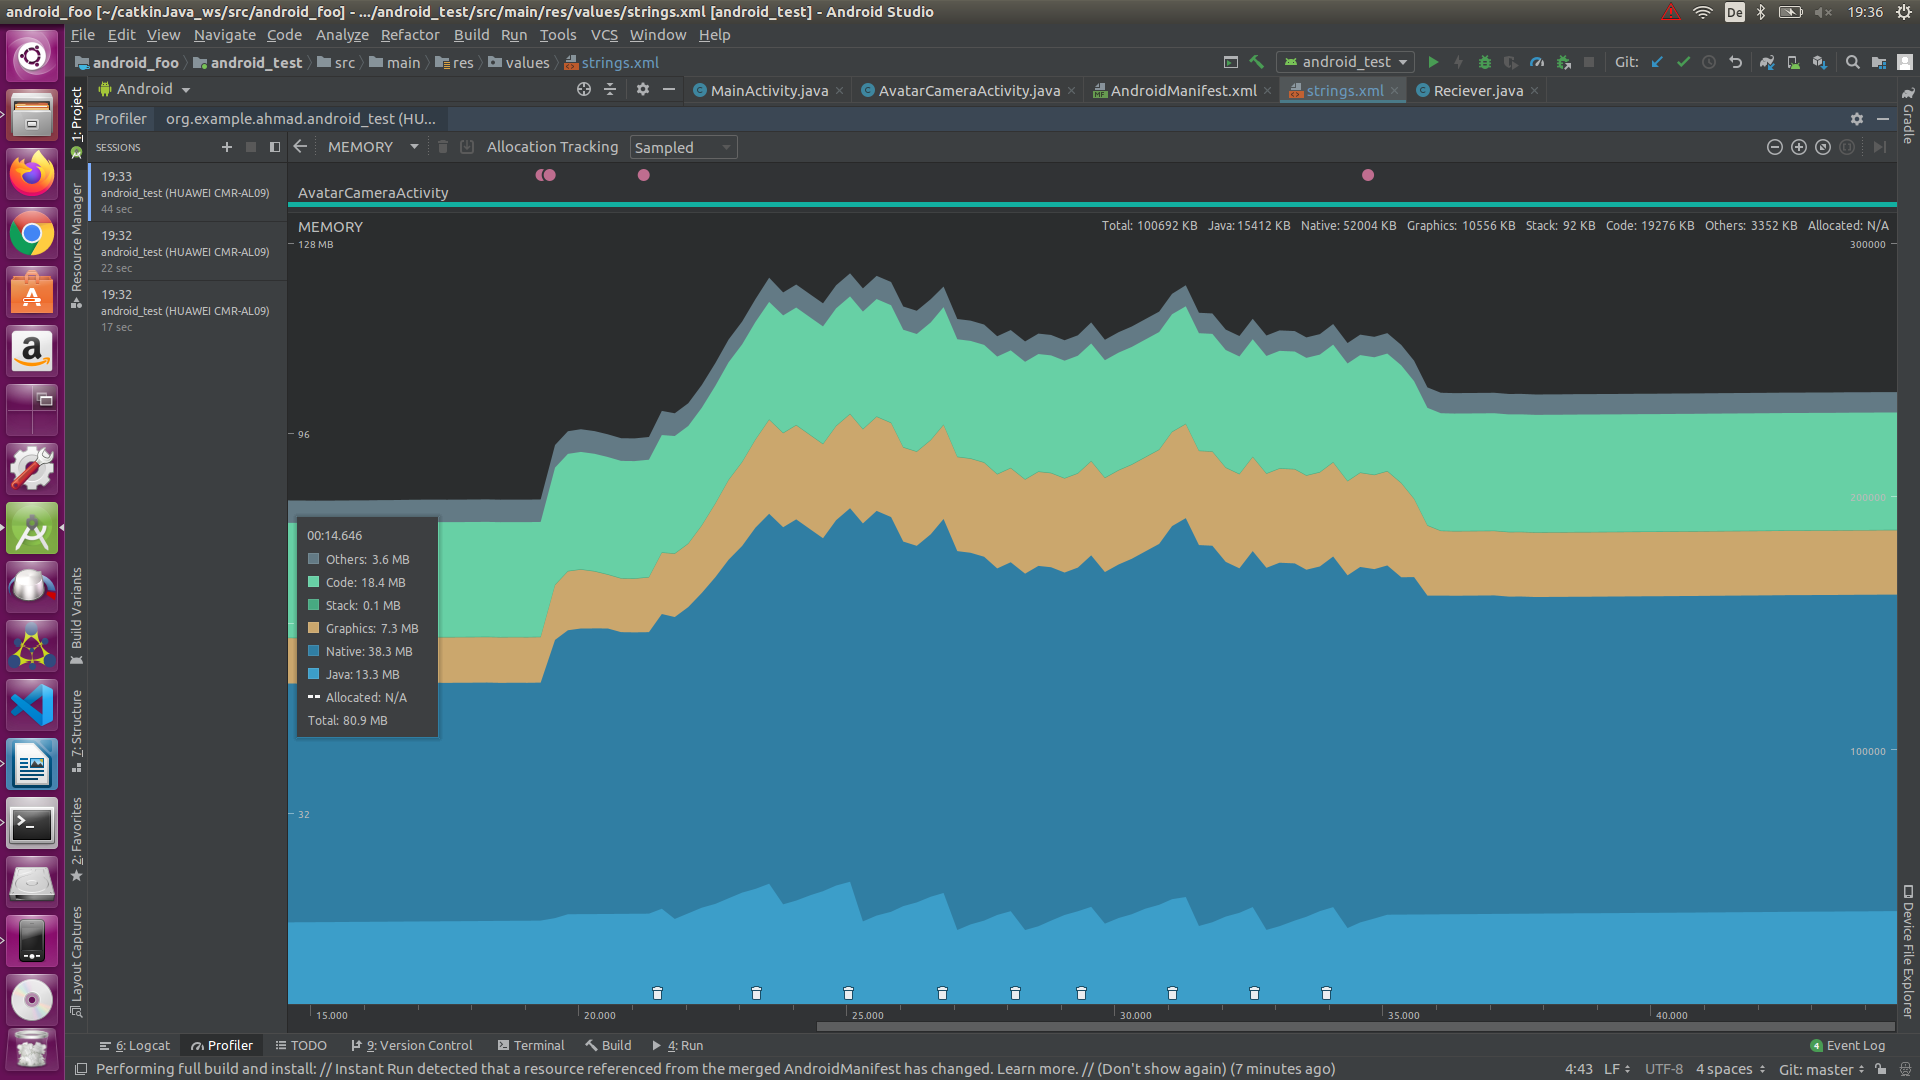 android_foo [~/catkinJava_ws/src/android_foo] - .../android_test/src/main/res/values/strings.xml [android_test] - Android Studio
De
19:36
File Edit View Navigate Code Analyze Refactor Build Run Tools VCS Window Help
android_foo android_test src main res values strings.xml
android_test
Git:
Android
MainActivity.java
AvatarCameraActivity.java
AndroidManifest.xml
strings.xml
Reciever.java
Profiler
org.example.ahmad.android_test (HU...
SESSIONS
MEMORY
Allocation Tracking
Sampled
19:33
android_test (HUAWEI CMR-AL09)
44 sec
19:32
android_test (HUAWEI CMR-AL09)
22 sec
19:32
android_test (HUAWEI CMR-AL09)
17 sec
AvatarCameraActivity
MEMORY
Total: 100692 KB Java: 15412 KB Native: 52004 KB Graphics: 10556 KB Stack: 92 KB Code: 19276 KB Others: 3352 KB Allocated: N/A
128 MB
300000
96
200000
00:14.646
Others: 3.6 MB
Code: 18.4 MB
Stack: 0.1 MB
Graphics: 7.3 MB
Native: 38.3 MB
Java: 13.3 MB
Allocated: N/A
Total: 80.9 MB
100000
32
15.000
20.000
25.000
30.000
35.000
40.000
1: Project
Resource Manager
Build Variants
7: Structure
2: Favorites
Layout Captures
Gradle
Device File Explorer
6: Logcat
Profiler
TODO
9: Version Control
Terminal
Build
4: Run
4 Event Log
Performing full build and install: // Instant Run detected that a resource referenced from the merged AndroidManifest has changed. Learn more. // (Don't show again) (7 minutes ago)
4:43 LF UTF-8 4 spaces Git: master